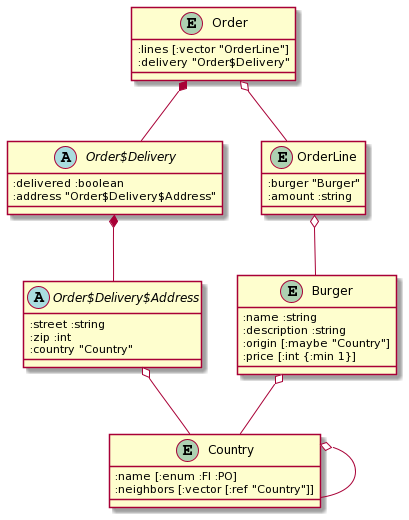 E Order
:lines [:vector "OrderLine"]
:delivery "Order$Delivery"
A Order$Delivery
:delivered :boolean
:address "Order$Delivery$Address"
E OrderLine
:burger "Burger"
:amount :string
A Order$Delivery$Address
:street :string
:zip :int
:country "Country"
E Burger
:name :string
:description :string
:origin [:maybe "Country"]
:price [:int {:min 1}]
E Country
:name [:enum :FI :PO]
:neighbors [:vector [:ref "Country"]]